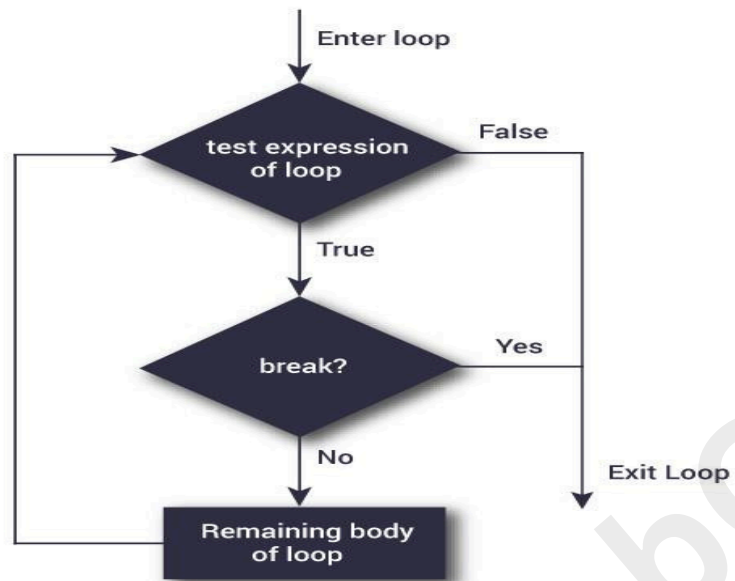 Enter loop
test expression
of loop
False
True
break?
Yes
No
Exit Loop
Remaining body
of loop